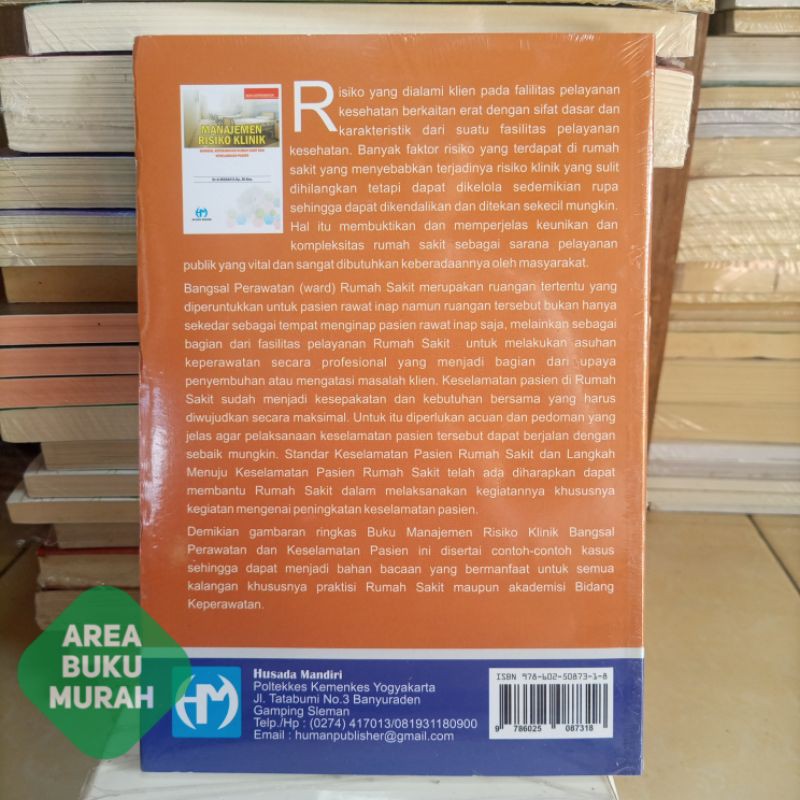 MANAJEMEN
RISIKO KLINIK
Risiko yang dialami klien pada falilitas pelayanan
kesehatan berkaitan erat dengan sifat dasar dan
karakteristik dari suatu fasilitas pelayanan
kesehatan. Banyak faktor risiko yang terdapat di rumah
sakit yang menyebabkan terjadinya risiko klinik yang sulit
dihilangkan tetapi dapat dikelola sedemikian rupa
sehingga dapat dikendalikan dan ditekan sekecil mungkin.
Hal itu membuktikan dan memperjelas keunikan dan
kompleksitas rumah sakit sebagai sarana pelayanan
publik yang vital dan sangat dibutuhkan keberadaannya oleh masyarakat.
Bangsal Perawatan (ward) Rumah Sakit merupakan ruangan tertentu yang
diperuntukkan untuk pasien rawat inap namun ruangan tersebut bukan hanya
sekedar sebagai tempat menginap pasien rawat inap saja, melainkan sebagai
bagian dari fasilitas pelayanan Rumah Sakit untuk melakukan asuhan
keperawatan secara profesional yang menjadi bagian dari upaya
penyembuhan atau mengatasi masalah klien. Keselamatan pasien di Rumah
Sakit sudah menjadi kesepakatan dan kebutuhan bersama yang harus
diwujudkan secara maksimal. Untuk itu diperlukan acuan dan pedoman yang
jelas agar pelaksanaan keselamatan pasien tersebut dapat berjalan dengan
sebaik mungkin. Standar Keselamatan Pasien Rumah Sakit dan Langkah
Menuju Keselamatan Pasien Rumah Sakit telah ada diharapkan dapat
membantu Rumah Sakit dalam melaksanakan kegiatannya khususnya
kegiatan mengenai peningkatan keselamatan pasien.
Demikian gambaran ringkas Buku Manajemen Risiko Klinik Bangsal
Perawatan dan Keselamatan Pasien ini disertai contoh-contoh kasus
sehingga dapat menjadi bahan bacaan yang bermanfaat untuk semua
kalangan khususnya praktisi Rumah Sakit maupun akademisi Bidang
Keperawatan.
AREA
BUKU
MURAH
HM
Husada Mandiri
Poltekkes Kemenkes Yogyakarta
Jl. Tatabumi No.3 Banyuraden
Gamping Sleman
Telp./Hp : (0274) 417013/081931180900
Email : humanpublisher@gmail.com
ISBN 978-602-50873-1-8
9 786025 087318